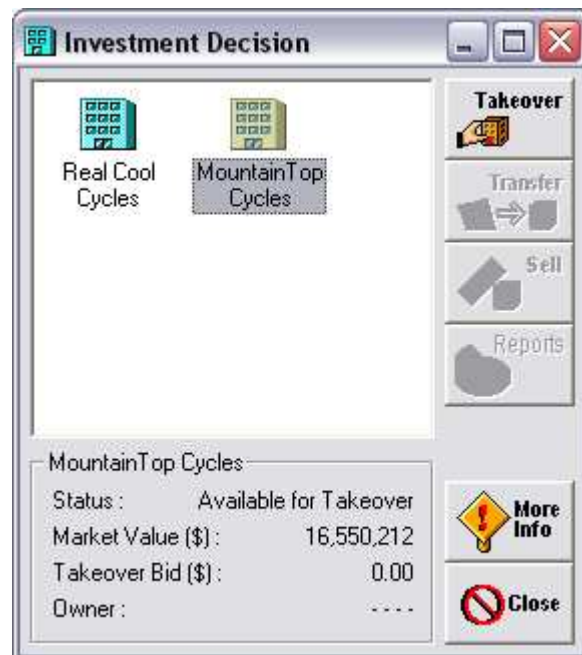 Investment Decision
Real Cool
Cycles
MountainTop
Cycles
Takeover
Transfer
Sell
Reports
MountainTop Cycles
Status : Available for Takeover
Market Value ($) : 16,550,212
Takeover Bid ($) : 0.00
Owner : - - - -
More
Info
Close